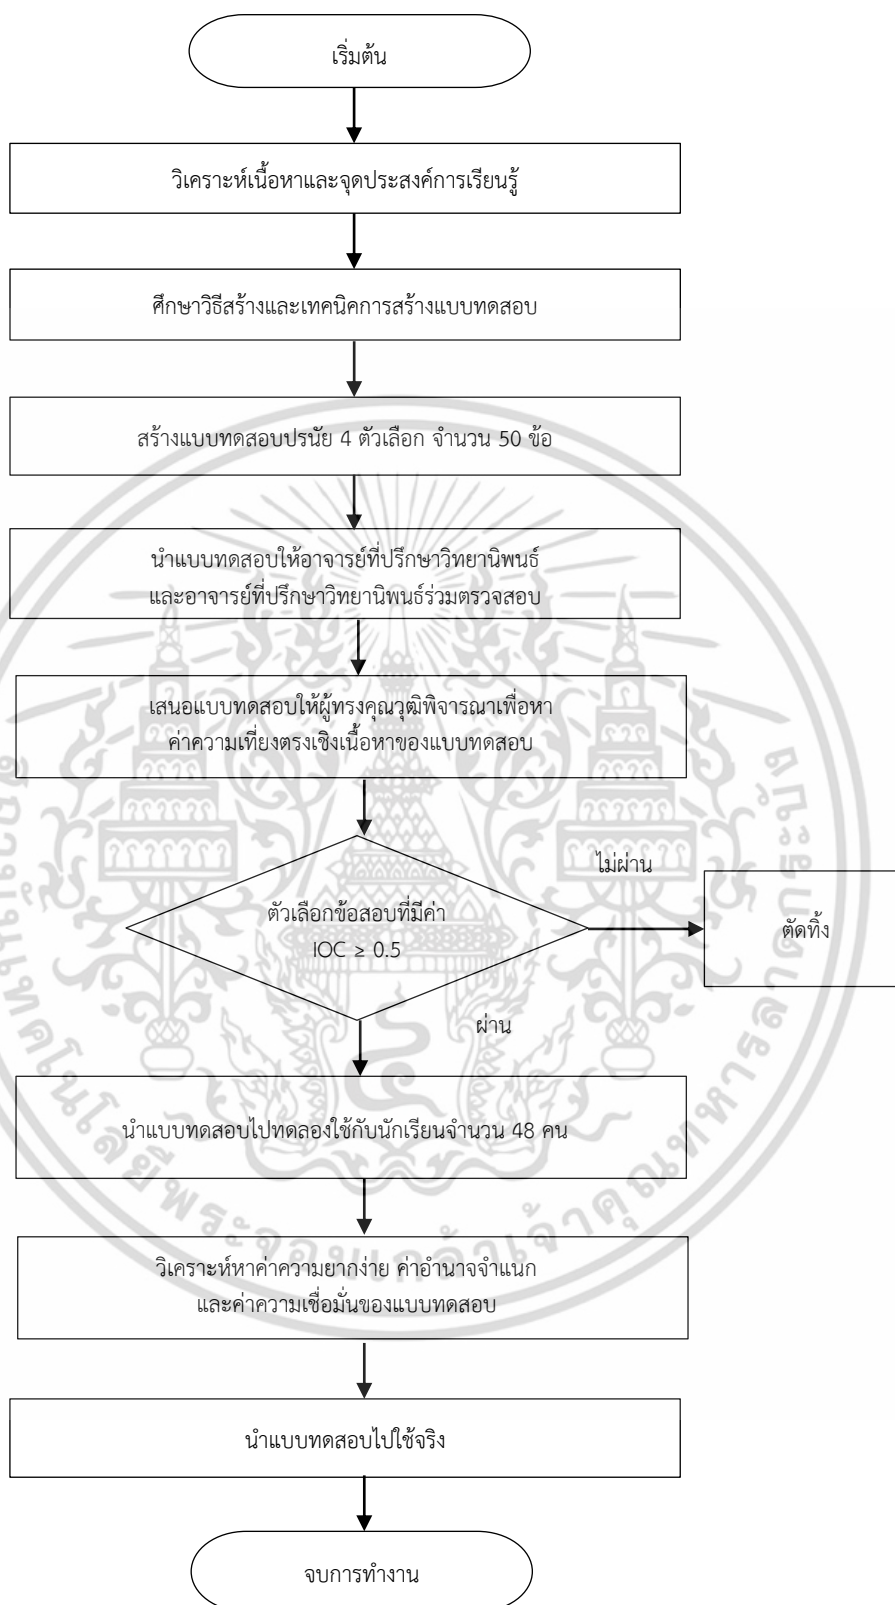 เริ่มต้น
วิเคราะห์เนื้อหาและจุดประสงค์การเรียนรู้
ศึกษาวิธีสร้างและเทคนิคการสร้างแบบทดสอบ
สร้างแบบทดสอบปรนัย 4 ตัวเลือก จำนวน 50 ข้อ
นำแบบทดสอบให้อาจารย์ที่ปรึกษาวิทยานิพนธ์
และอาจารย์ที่ปรึกษาวิทยานิพนธ์ร่วมตรวจสอบ
เสนอแบบทดสอบให้ผู้ทรงคุณวุฒิพิจารณาเพื่อหา
ค่าความเที่ยงตรงเชิงเนื้อหาของแบบทดสอบ
ตัวเลือกข้อสอบที่มีค่า
IOC ≥ 0.5
ไม่ผ่าน
ตัดทิ้ง
ผ่าน
นำแบบทดสอบไปทดลองใช้กับนักเรียนจำนวน 48 คน
วิเคราะห์หาค่าความยากง่าย ค่าอำนาจจำแนก
และค่าความเชื่อมั่นของแบบทดสอบ
นำแบบทดสอบไปใช้จริง
จบการทำงาน